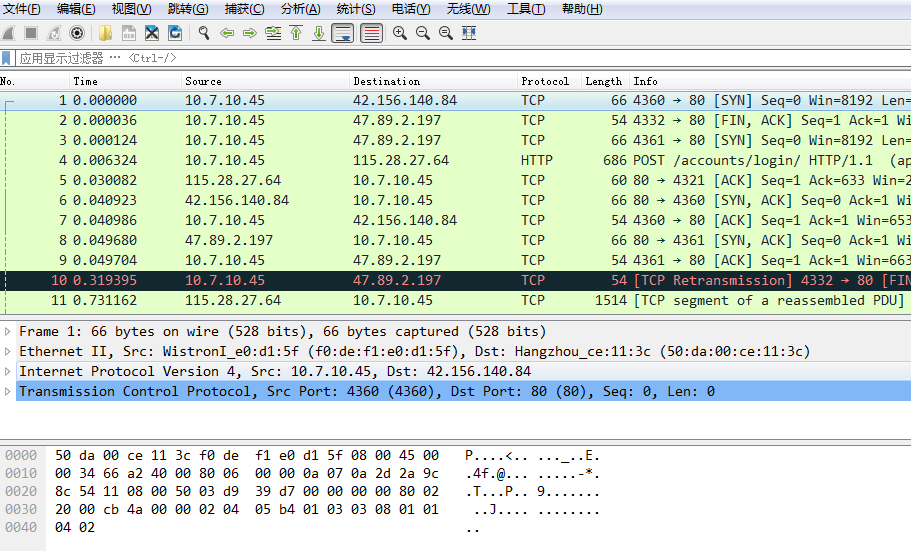 文件(F) 编辑(E) 视图(V) 跳转(G) 捕获(C) 分析(A) 统计(S) 电话(Y) 无线(W) 工具(T) 帮助(H)
应用显示过滤器 … <Ctrl-/>
No. Time Source Destination Protocol Length Info
1 0.000000 10.7.10.45 42.156.140.84 TCP 66 4360 → 80 [SYN] Seq=0 Win=8192 Len=
2 0.000036 10.7.10.45 47.89.2.197 TCP 54 4332 → 80 [FIN, ACK] Seq=1 Ack=1 Wi
3 0.000124 10.7.10.45 47.89.2.197 TCP 66 4361 → 80 [SYN] Seq=0 Win=8192 Len=
4 0.006324 10.7.10.45 115.28.27.64 HTTP 686 POST /accounts/login/ HTTP/1.1 (ap
5 0.030082 115.28.27.64 10.7.10.45 TCP 60 80 → 4321 [ACK] Seq=1 Ack=633 Win=2
6 0.040923 42.156.140.84 10.7.10.45 TCP 66 80 → 4360 [SYN, ACK] Seq=0 Ack=1 Wi
7 0.040986 10.7.10.45 42.156.140.84 TCP 54 4360 → 80 [ACK] Seq=1 Ack=1 Win=653
8 0.049680 47.89.2.197 10.7.10.45 TCP 66 80 → 4361 [SYN, ACK] Seq=0 Ack=1 Wi
9 0.049704 10.7.10.45 47.89.2.197 TCP 54 4361 → 80 [ACK] Seq=1 Ack=1 Win=663
10 0.319395 10.7.10.45 47.89.2.197 TCP 54 [TCP Retransmission] 4332 → 80 [FIN
11 0.731162 115.28.27.64 10.7.10.45 TCP 1514 [TCP segment of a reassembled PDU]
Frame 1: 66 bytes on wire (528 bits), 66 bytes captured (528 bits)
Ethernet II, Src: WistronI_e0:d1:5f (f0:de:f1:e0:d1:5f), Dst: Hangzhou_ce:11:3c (50:da:00:ce:11:3c)
Internet Protocol Version 4, Src: 10.7.10.45, Dst: 42.156.140.84
Transmission Control Protocol, Src Port: 4360 (4360), Dst Port: 80 (80), Seq: 0, Len: 0
0000 50 da 00 ce 11 3c f0 de f1 e0 d1 5f 08 00 45 00 P....<.. ..._..E.
0010 00 34 66 a2 40 00 80 06 00 00 0a 07 0a 2d 2a 9c .4f.@... .....-*.
0020 8c 54 11 08 00 50 03 d9 39 d7 00 00 00 00 80 02 .T...P.. 9.......
0030 20 00 cb 4a 00 00 02 04 05 b4 01 03 03 08 01 01 ..J.... ........
0040 04 02 ..